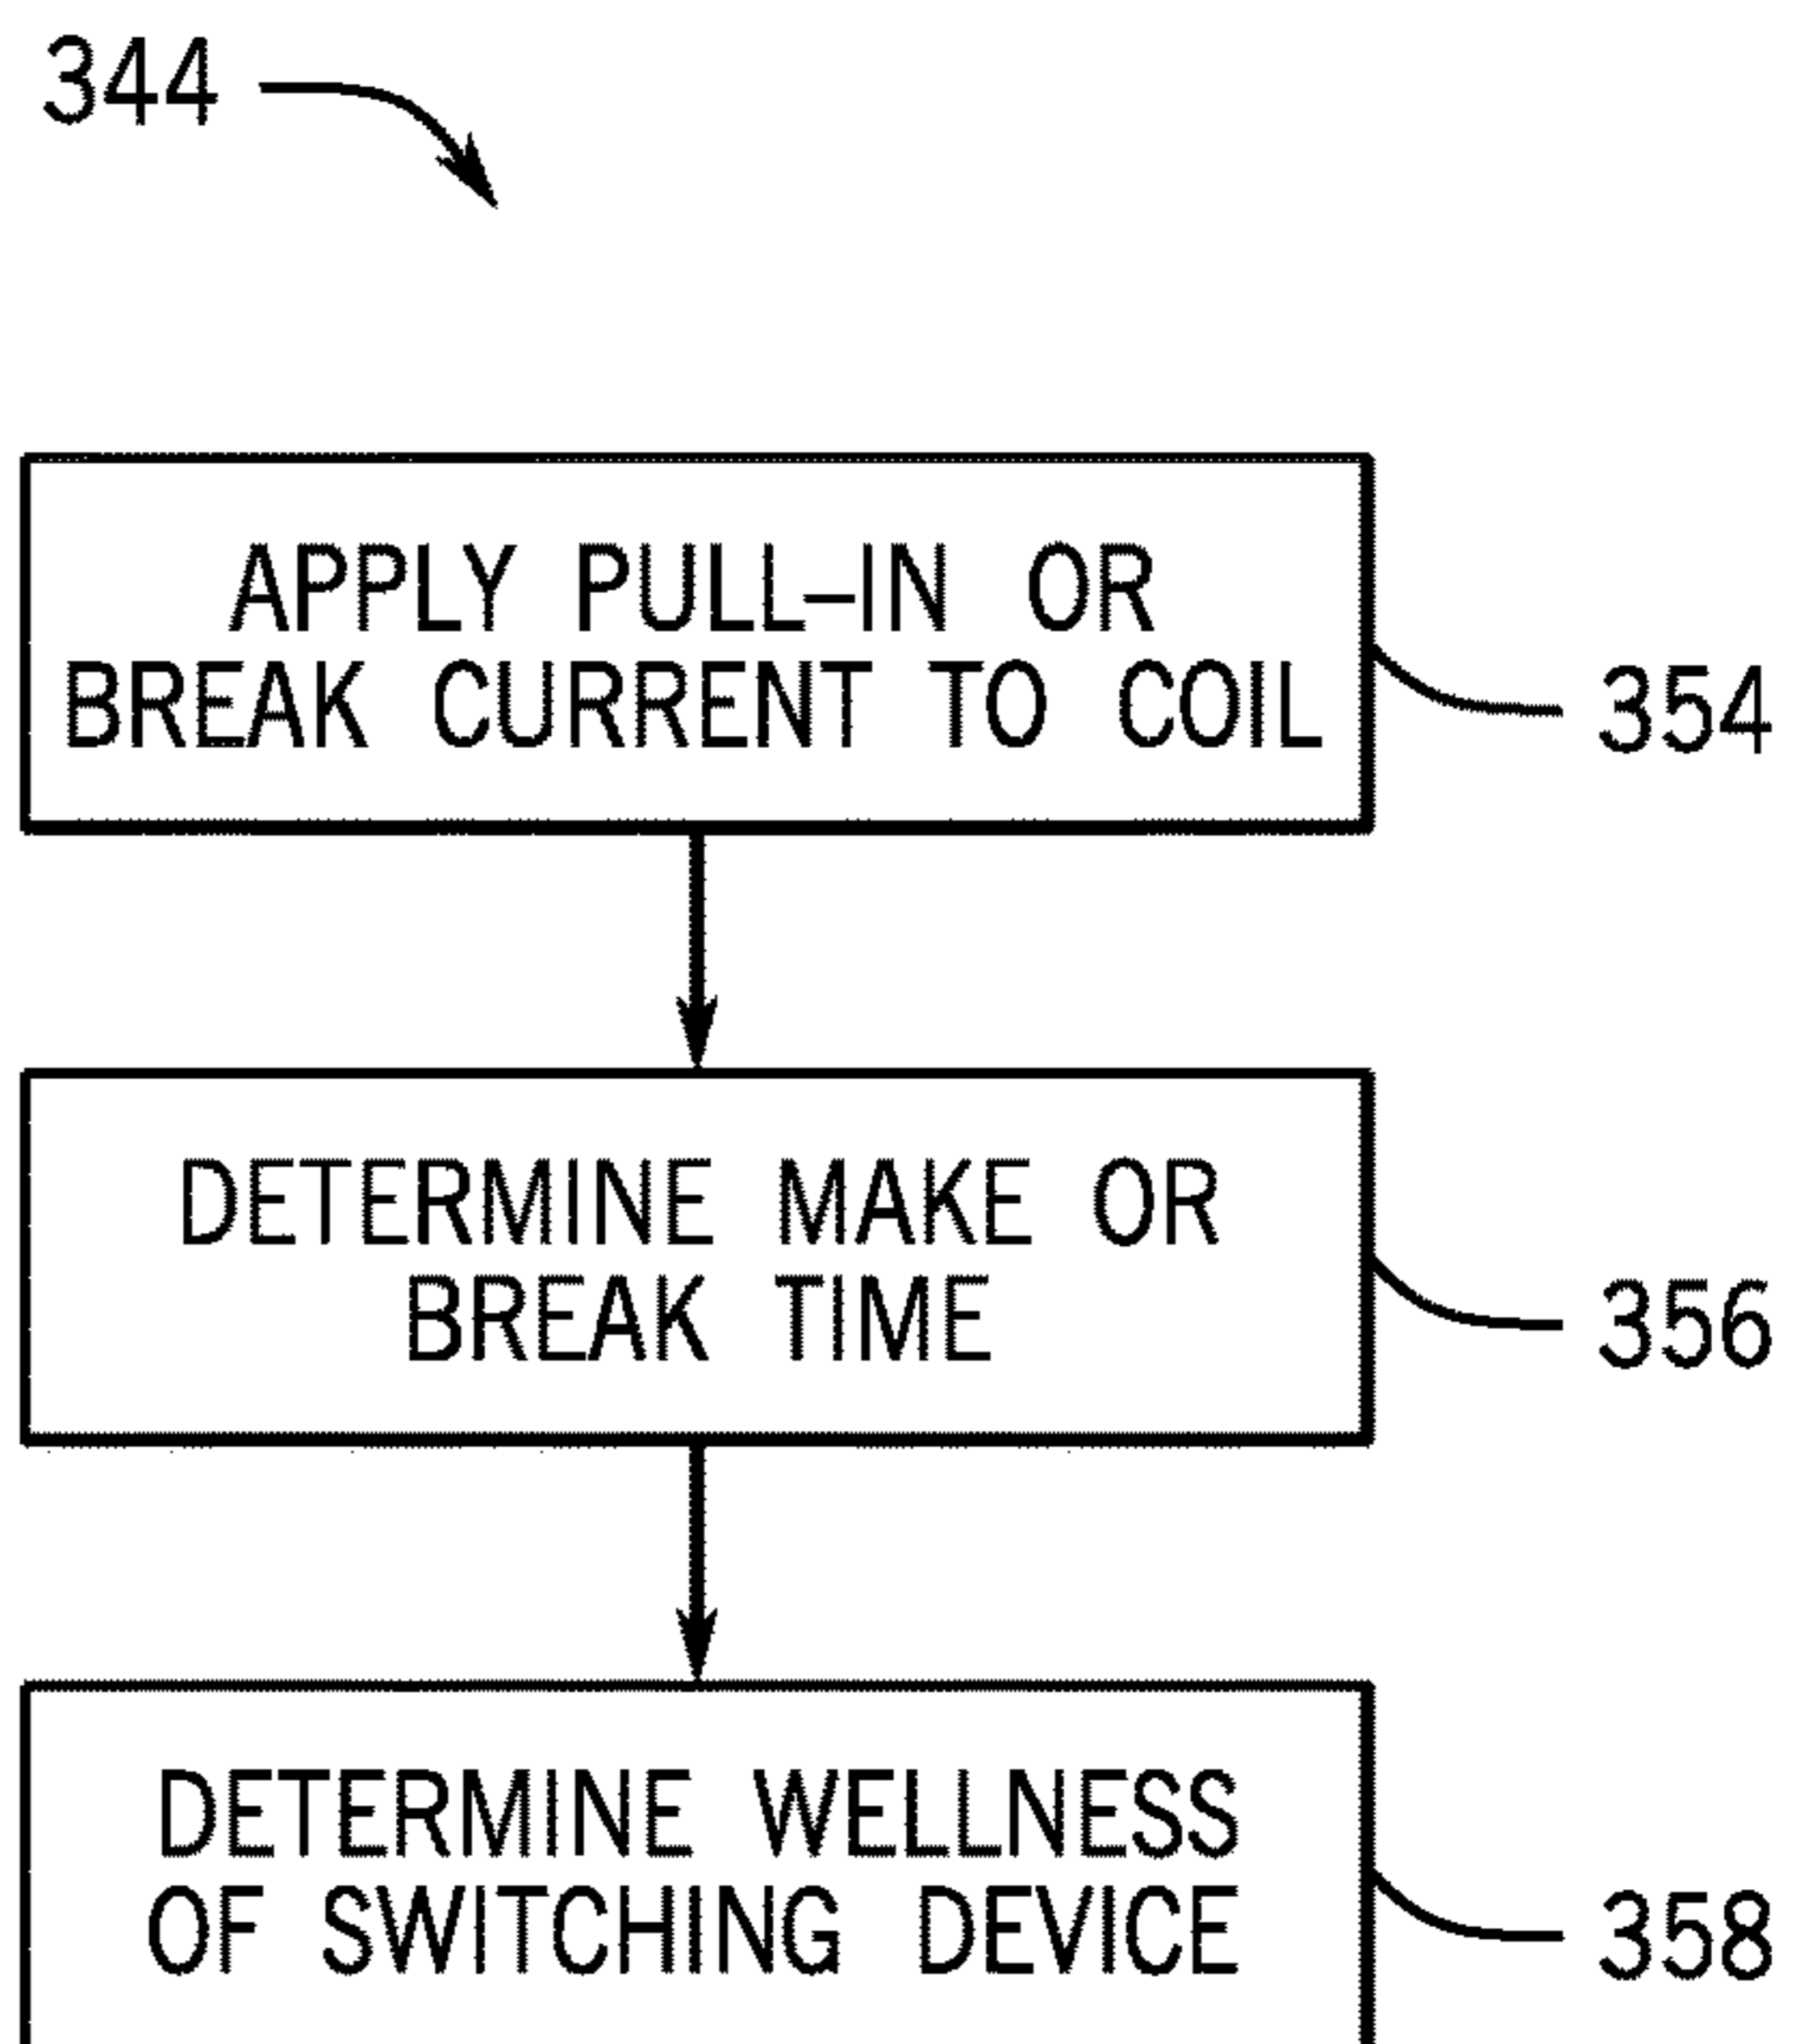 344
APPLY PULL-IN OR
BREAK CURRENT TO COIL
354
DETERMINE MAKE OR
BREAK TIME
356
DETERMINE WELLNESS
OF SWITCHING DEVICE
358